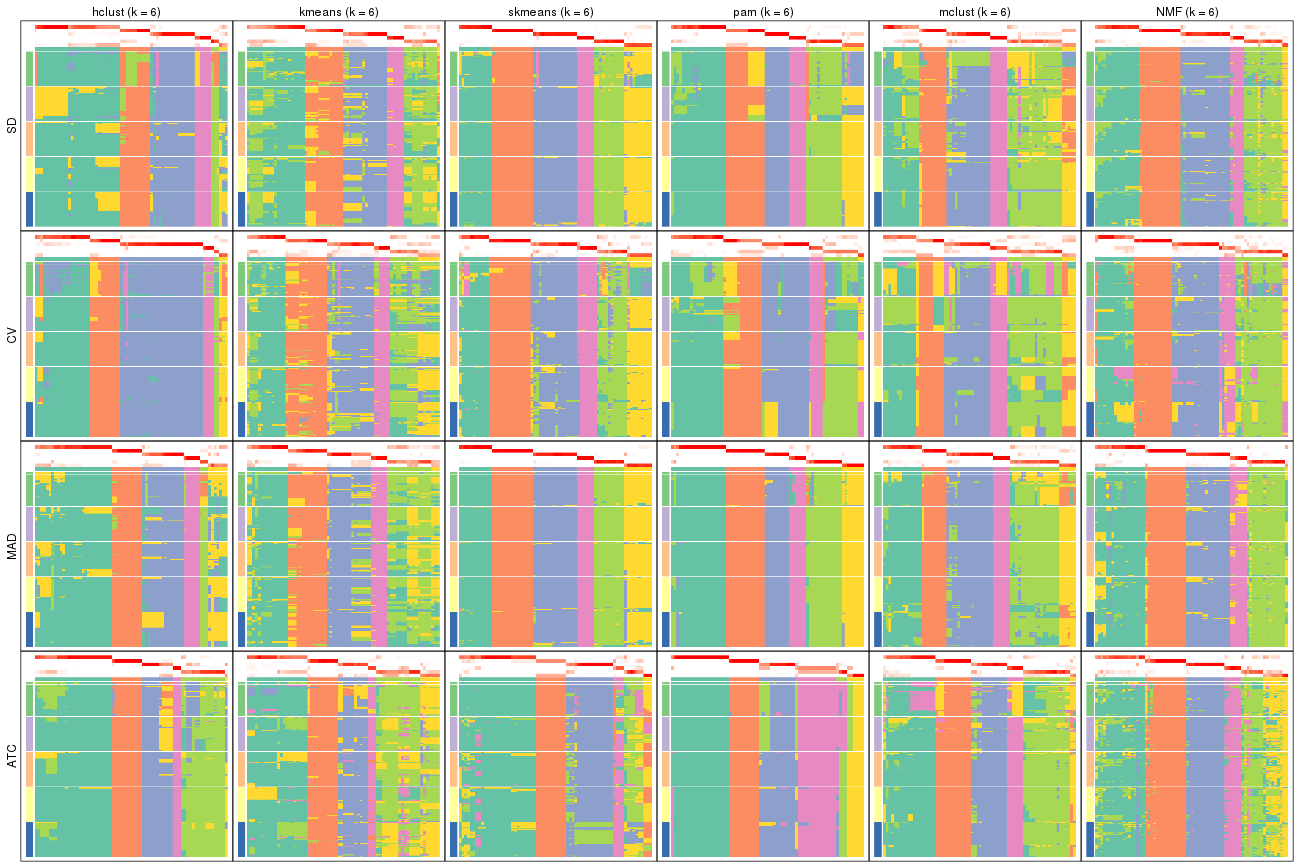 hclust (k = 6) kmeans (k = 6) skmeans (k = 6) pam (k = 6) mclust (k = 6) NMF (k = 6)
SD
CV
MAD
ATC